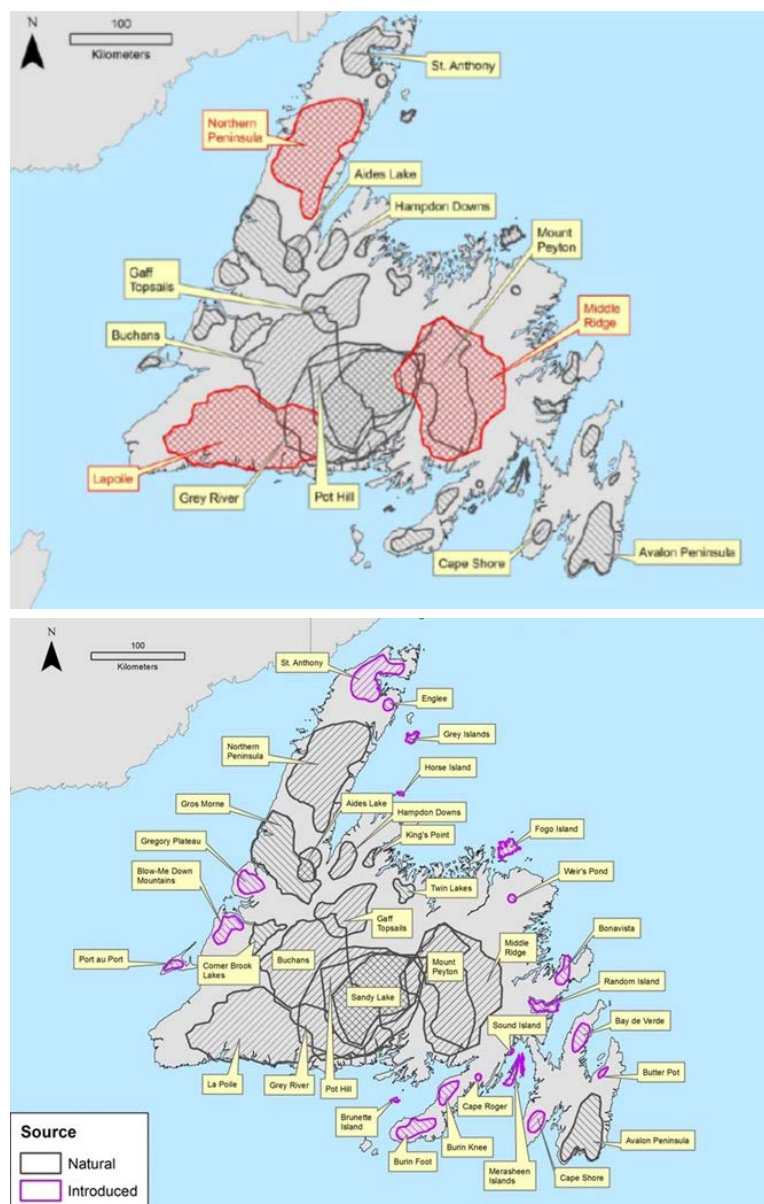 N
100
Kilometers
St. Anthony
Northern
Peninsula
Aides Lake
Hampdon Downs
Mount
Peyton
Gaff
Topsails
Middle
Ridge
Buchans
Lapoile
Grey River
Pot Hill
Cape Shore
Avalon Peninsula
N
100
Kilometers
St. Anthony
Englee
Grey Islands
Northern
Peninsula
Horse Island
Gros Morne
Aides Lake
Hampdon Downs
King's Point
Gregory Plateau
Fogo Island
Blow-Me Down
Mountains
Weir's Pond
Twin Lakes
Gaff
Topsails
Bonavista
Port au Port
Corner Brook
Lakes
Buchans
Mount
Peyton
Middle
Ridge
Random Island
Sandy Lake
Sound Island
Bay de Verde
La Poile
Grey River
Pot Hill
Butter Pot
Brunette
Island
Cape Roger
Burin Foot
Burin Knee
Merasheen
Islands
Cape Shore
Avalon Peninsula
Source
Natural
Introduced